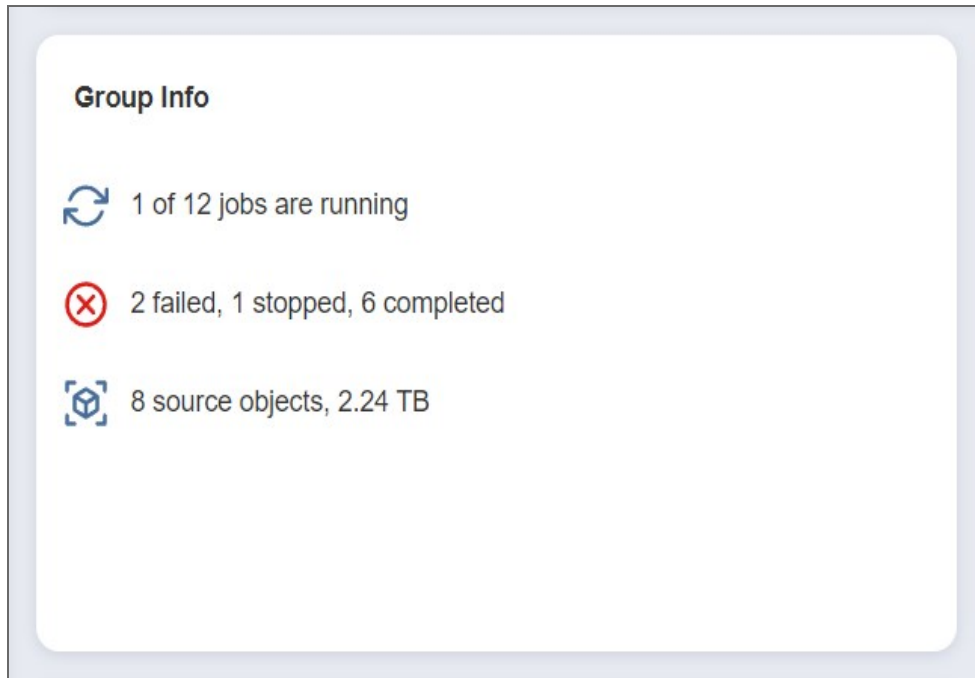 Group Info
1 of 12 jobs are running
2 failed, 1 stopped, 6 completed
8 source objects, 2.24 TB